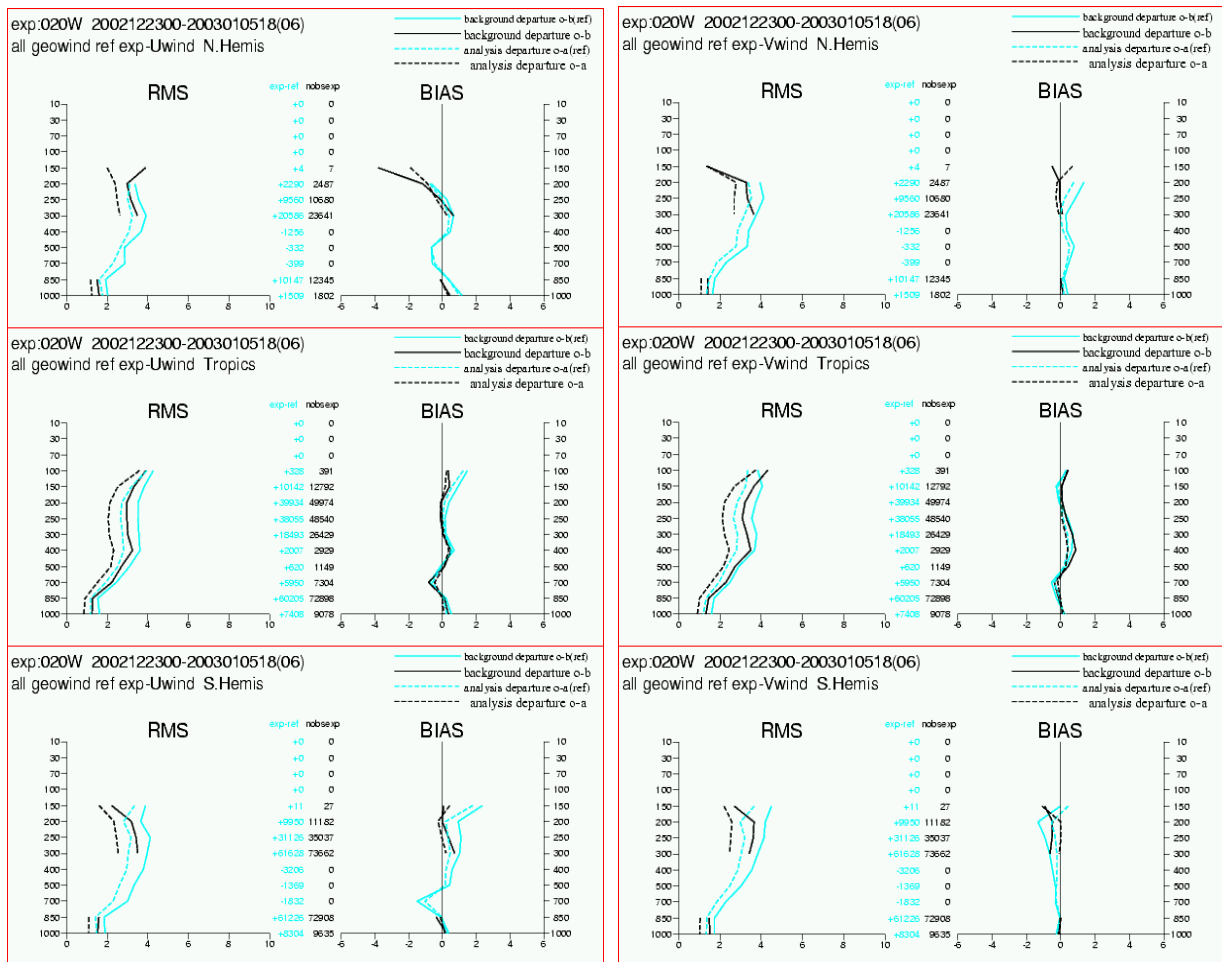 exp:020W 2002122300-2003010518(06)
all geowind ref exp-Uwind N.Hemis
background departure o-b(ref)
background departure o-b
analysis departure o-a(ref)
analysis departure o-a
RMS exp-ref nobsexp BIAS
10 +0 0 10
30 +0 0 30
70 +0 0 70
100 +0 0 100
150 +4 7 150
200 +2290 2487 200
250 +9560 10680 250
300 +20586 23641 300
400 -1256 0 400
500 -332 0 500
700 -399 0 700
850 +10147 12345 850
1000 +1509 1802 1000
0 2 4 6 8 10 -6 -4 -2 0 2 4 6
exp:020W 2002122300-2003010518(06)
all geowind ref exp-Vwind N.Hemis
background departure o-b(ref)
background departure o-b
analysis departure o-a(ref)
analysis departure o-a
RMS exp-ref nobsexp BIAS
10 +0 0 10
30 +0 0 30
70 +0 0 70
100 +0 0 100
150 +4 7 150
200 +2290 2487 200
250 +9560 10680 250
300 +20586 23641 300
400 -1256 0 400
500 -332 0 500
700 -399 0 700
850 +10147 12345 850
1000 +1509 1802 1000
0 2 4 6 8 10 -6 -4 -2 0 2 4 6
exp:020W 2002122300-2003010518(06)
all geowind ref exp-Uwind Tropics
background departure o-b(ref)
background departure o-b
analysis departure o-a(ref)
analysis departure o-a
RMS exp-ref nobsexp BIAS
10 +0 0 10
30 +0 0 30
70 +0 0 70
100 +328 391 100
150 +10142 12792 150
200 +39934 49974 200
250 +38055 48540 250
300 +18493 26429 300
400 +2007 2929 400
500 +620 1149 500
700 +5950 7304 700
850 +60205 72898 850
1000 +7408 9078 1000
0 2 4 6 8 10 -6 -4 -2 0 2 4 6
exp:020W 2002122300-2003010518(06)
all geowind ref exp-Vwind Tropics
background departure o-b(ref)
background departure o-b
analysis departure o-a(ref)
analysis departure o-a
RMS exp-ref nobsexp BIAS
10 +0 0 10
30 +0 0 30
70 +0 0 70
100 +328 391 100
150 +10142 12792 150
200 +39934 49974 200
250 +38055 48540 250
300 +18493 26429 300
400 +2007 2929 400
500 +620 1149 500
700 +5950 7304 700
850 +60205 72898 850
1000 +7408 9078 1000
0 2 4 6 8 10 -6 -4 -2 0 2 4 6
exp:020W 2002122300-2003010518(06)
all geowind ref exp-Uwind S.Hemis
background departure o-b(ref)
background departure o-b
analysis departure o-a(ref)
analysis departure o-a
RMS exp-ref nobsexp BIAS
10 +0 0 10
30 +0 0 30
70 +0 0 70
100 +0 0 100
150 +11 27 150
200 +9950 11182 200
250 +31126 35037 250
300 +61628 73662 300
400 -3206 0 400
500 -1369 0 500
700 -1832 0 700
850 +61226 72908 850
1000 +8304 9635 1000
0 2 4 6 8 10 -6 -4 -2 0 2 4 6
exp:020W 2002122300-2003010518(06)
all geowind ref exp-Vwind S.Hemis
background departure o-b(ref)
background departure o-b
analysis departure o-a(ref)
analysis departure o-a
RMS exp-ref nobsexp BIAS
10 +0 0 10
30 +0 0 30
70 +0 0 70
100 +0 0 100
150 +11 27 150
200 +9950 11182 200
250 +31126 35037 250
300 +61628 73662 300
400 -3206 0 400
500 -1369 0 500
700 -1832 0 700
850 +61226 72908 850
1000 +8304 9635 1000
0 2 4 6 8 10 -6 -4 -2 0 2 4 6